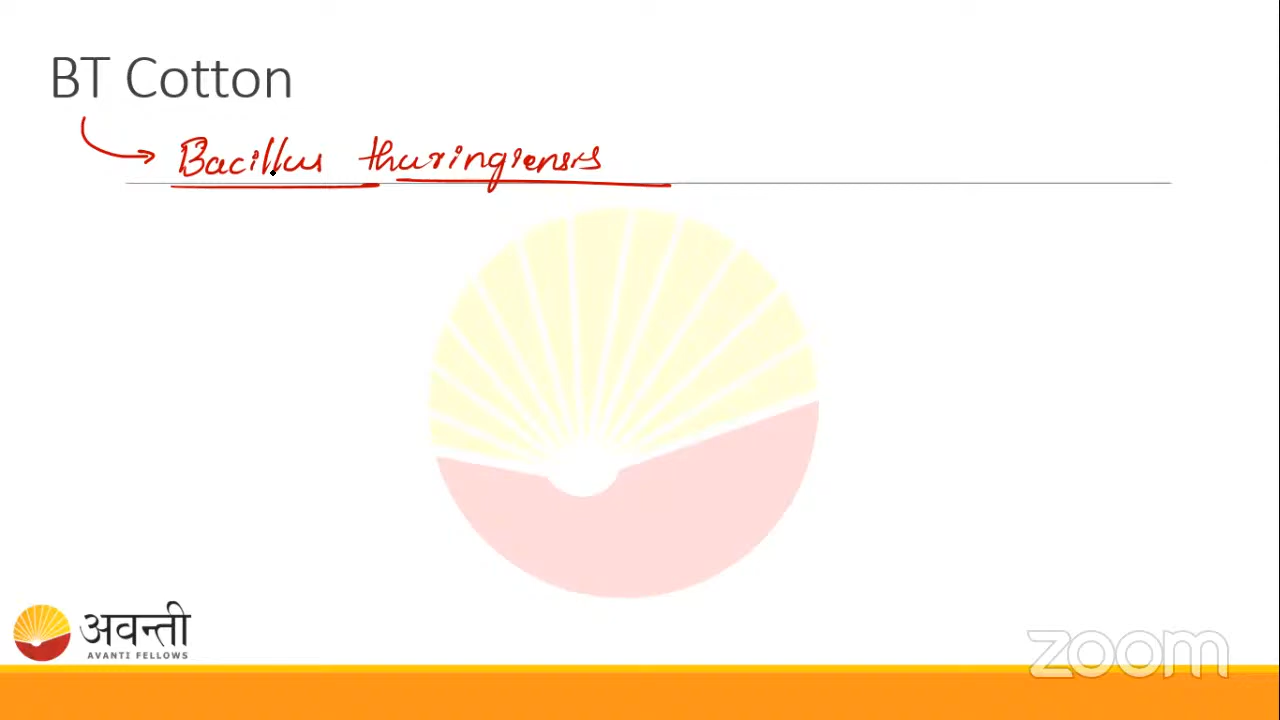 BT Cotton
Bacillus thuringiensis
अवन्ती
AVANTI FELLOWS
zoom